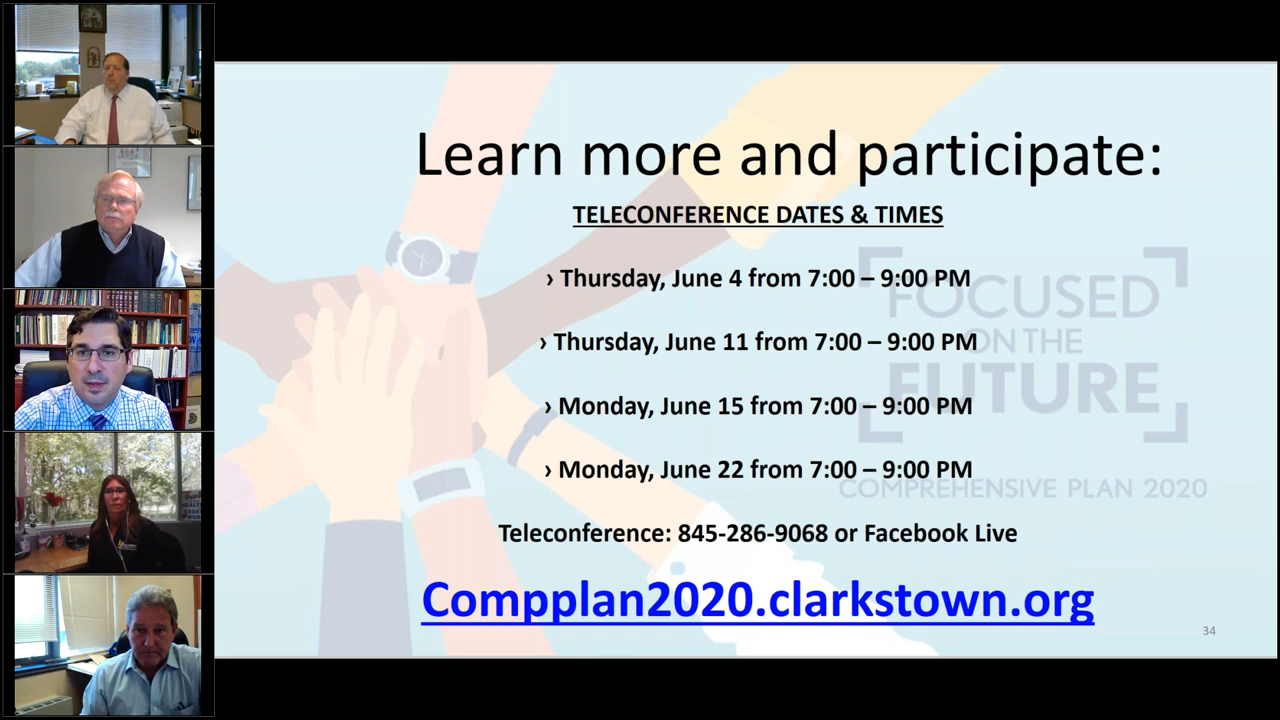 Learn more and participate:
TELECONFERENCE DATES & TIMES
› Thursday, June 4 from 7:00 – 9:00 PM
› Thursday, June 11 from 7:00 – 9:00 PM
› Monday, June 15 from 7:00 – 9:00 PM
› Monday, June 22 from 7:00 – 9:00 PM
Teleconference: 845-286-9068 or Facebook Live
Compplan2020.clarkstown.org
34
FOCUSED
ON THE
FUTURE
COMPREHENSIVE PLAN 2020